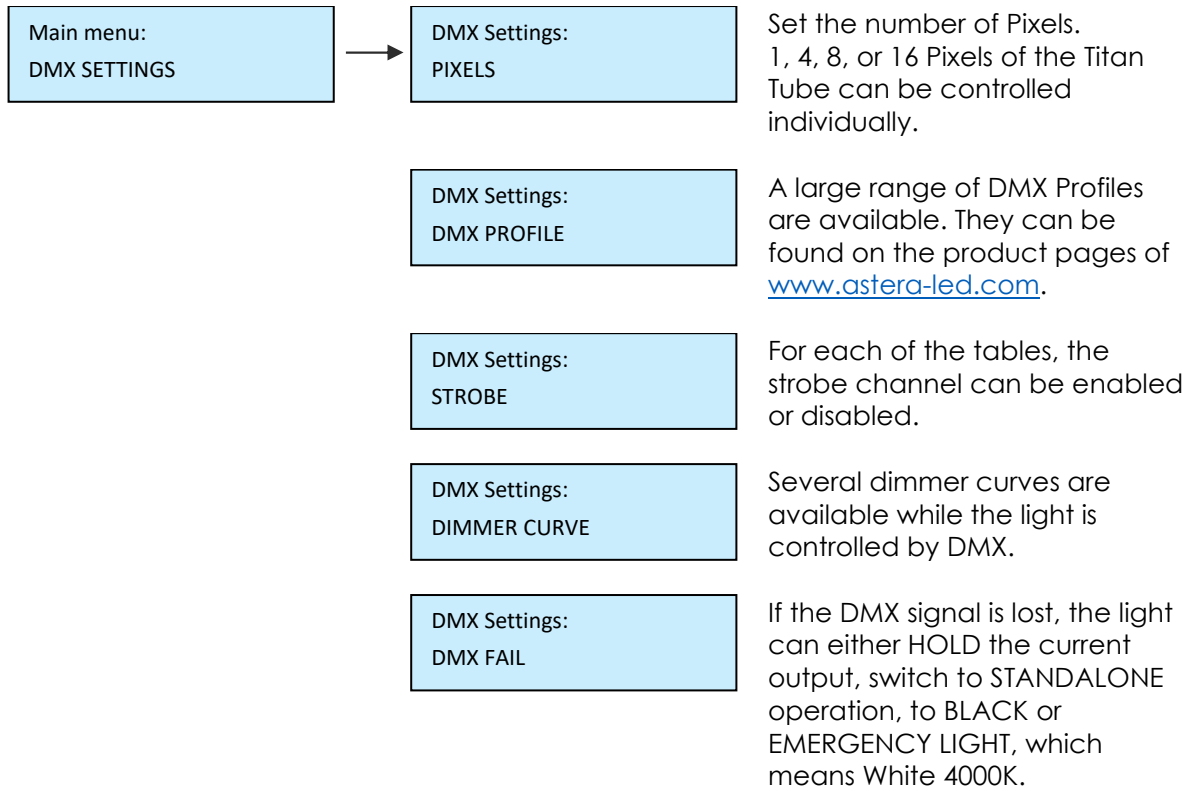 Main menu:
DMX SETTINGS
DMX Settings:
PIXELS
Set the number of Pixels.
1, 4, 8, or 16 Pixels of the Titan
Tube can be controlled
individually.
DMX Settings:
DMX PROFILE
A large range of DMX Profiles
are available. They can be
found on the product pages of
www.astera-led.com.
DMX Settings:
STROBE
For each of the tables, the
strobe channel can be enabled
or disabled.
DMX Settings:
DIMMER CURVE
Several dimmer curves are
available while the light is
controlled by DMX.
DMX Settings:
DMX FAIL
If the DMX signal is lost, the light
can either HOLD the current
output, switch to STANDALONE
operation, to BLACK or
EMERGENCY LIGHT, which
means White 4000K.